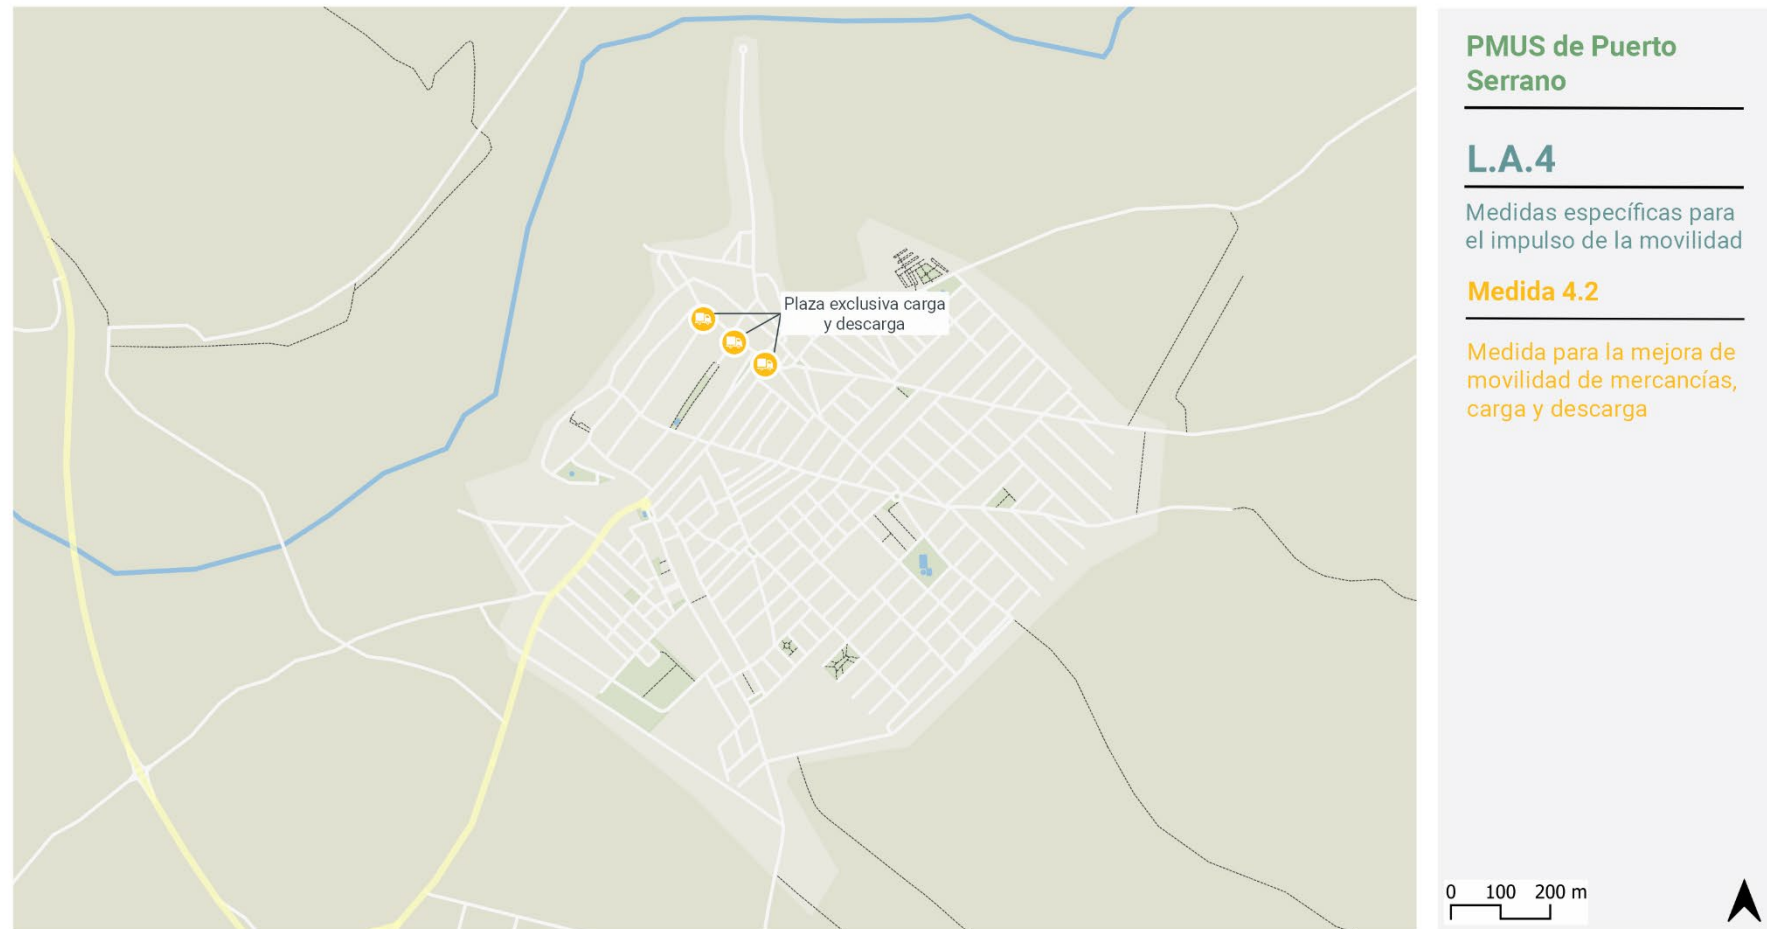 Plaza exclusiva carga
y descarga
PMUS de Puerto
Serrano
L.A.4
Medidas específicas para
el impulso de la movilidad
Medida 4.2
Medida para la mejora de
movilidad de mercancías,
carga y descarga
0 100 200 m